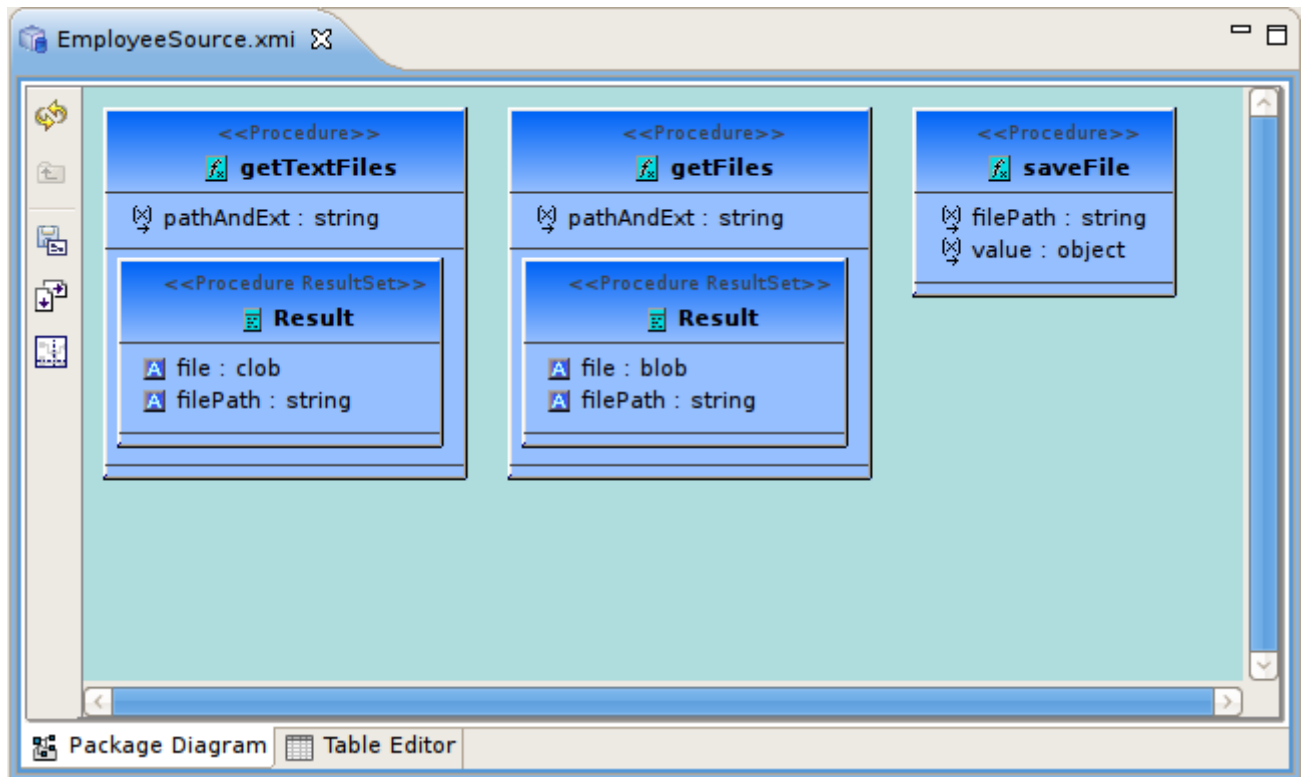 EmployeeSource.xmi
<<Procedure>>
getTextFiles
pathAndExt : string
<<Procedure ResultSet>>
Result
file : clob
filePath : string
<<Procedure>>
getFiles
pathAndExt : string
<<Procedure ResultSet>>
Result
file : blob
filePath : string
<<Procedure>>
saveFile
filePath : string
value : object
Package Diagram
Table Editor